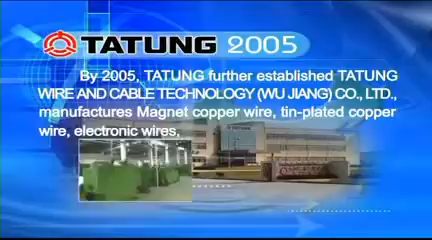 TATUNG 2005
By 2005, TATUNG further established TATUNG
WIRE AND CABLE TECHNOLOGY (WU JIANG) CO., LTD.,
manufactures Magnet copper wire, tin-plated copper
wire, electronic wires,
TATUNG